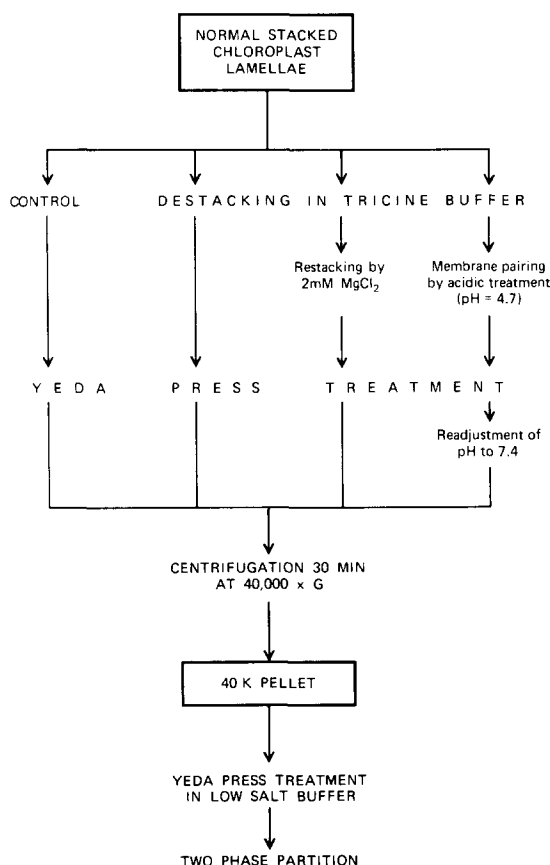 NORMAL STACKED
CHLOROPLAST
LAMELLAE
CONTROL DESTACKING IN TRICINE BUFFER
Restacking by
2mM MgCl₂
Membrane pairing
by acidic treatment
(pH = 4.7)
YEDA PRESS TREATMENT
Readjustment of
pH to 7.4
CENTRIFUGATION 30 MIN
AT 40,000 x G
40 K PELLET
YEDA PRESS TREATMENT
IN LOW SALT BUFFER
TWO PHASE PARTITION